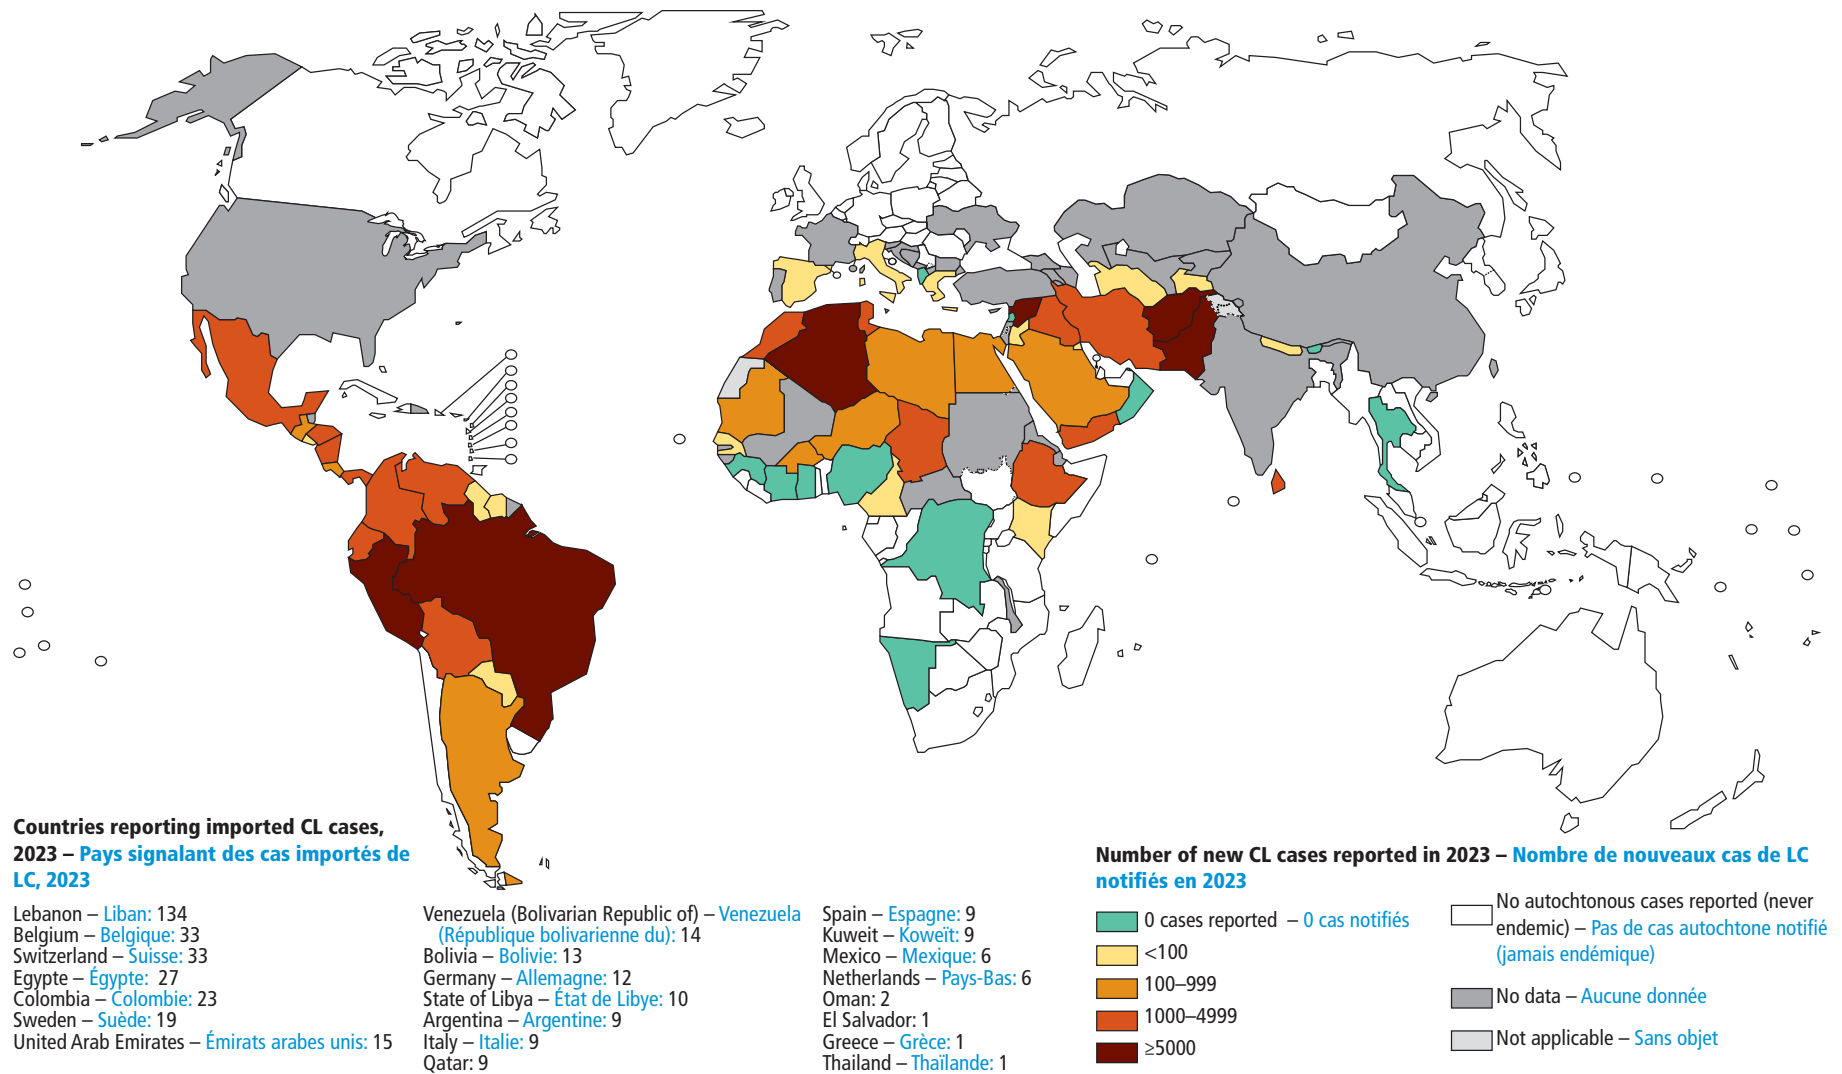 Countries reporting imported CL cases,
2023 – Pays signalant des cas importés de
LC, 2023
Lebanon – Liban: 134
Belgium – Belgique: 33
Switzerland – Suisse: 33
Egypte – Égypte: 27
Colombia – Colombie: 23
Sweden – Suède: 19
United Arab Emirates – Émirats arabes unis: 15
Venezuela (Bolivarian Republic of) – Venezuela
(République bolivarienne du): 14
Bolivia – Bolivie: 13
Germany – Allemagne: 12
State of Libya – État de Libye: 10
Argentina – Argentine: 9
Italy – Italie: 9
Qatar: 9
Spain – Espagne: 9
Kuweit – Koweït: 9
Mexico – Mexique: 6
Netherlands – Pays-Bas: 6
Oman: 2
El Salvador: 1
Greece – Grèce: 1
Thailand – Thaïlande: 1
Number of new CL cases reported in 2023 – Nombre de nouveaux cas de LC
notifiés en 2023
0 cases reported – 0 cas notifiés
<100
100–999
1000–4999
≥5000
No autochtonous cases reported (never
endemic) – Pas de cas autochtone notifié
(jamais endémique)
No data – Aucune donnée
Not applicable – Sans objet